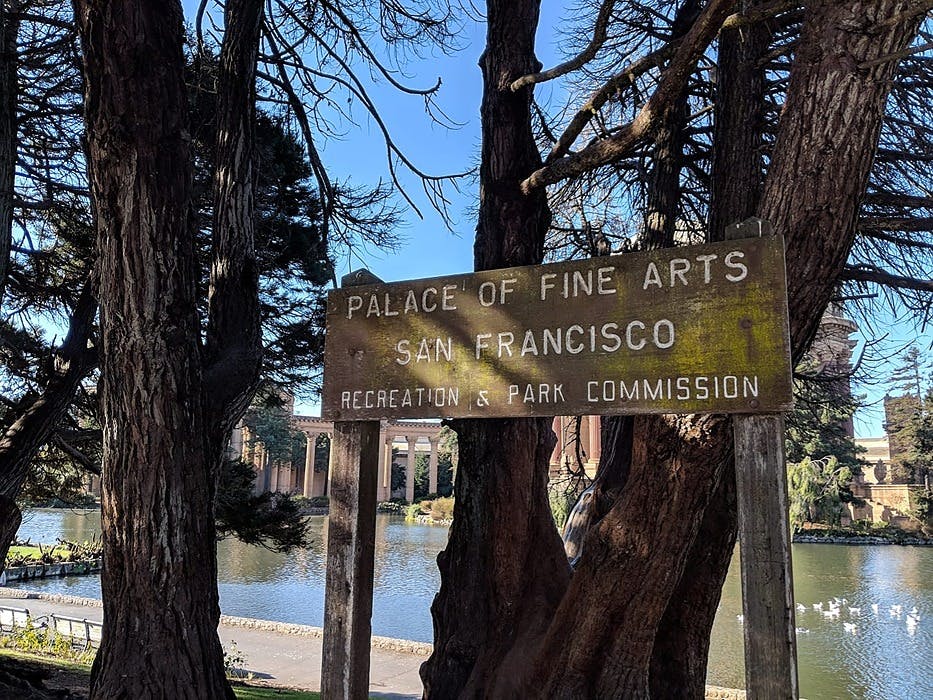 PALACE OF FINE ARTS
SAN FRANCISCO
RECREATION & PARK COMMISSION